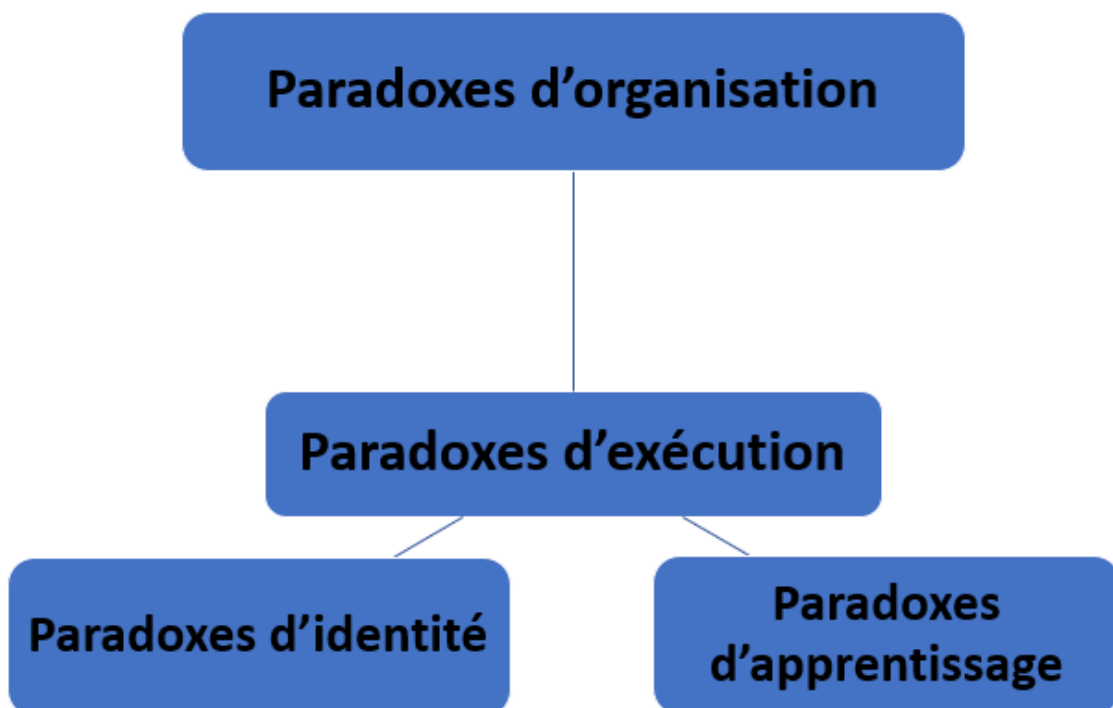 Paradoxes d’organisation
Paradoxes d’exécution
Paradoxes d’identité
Paradoxes
d’apprentissage